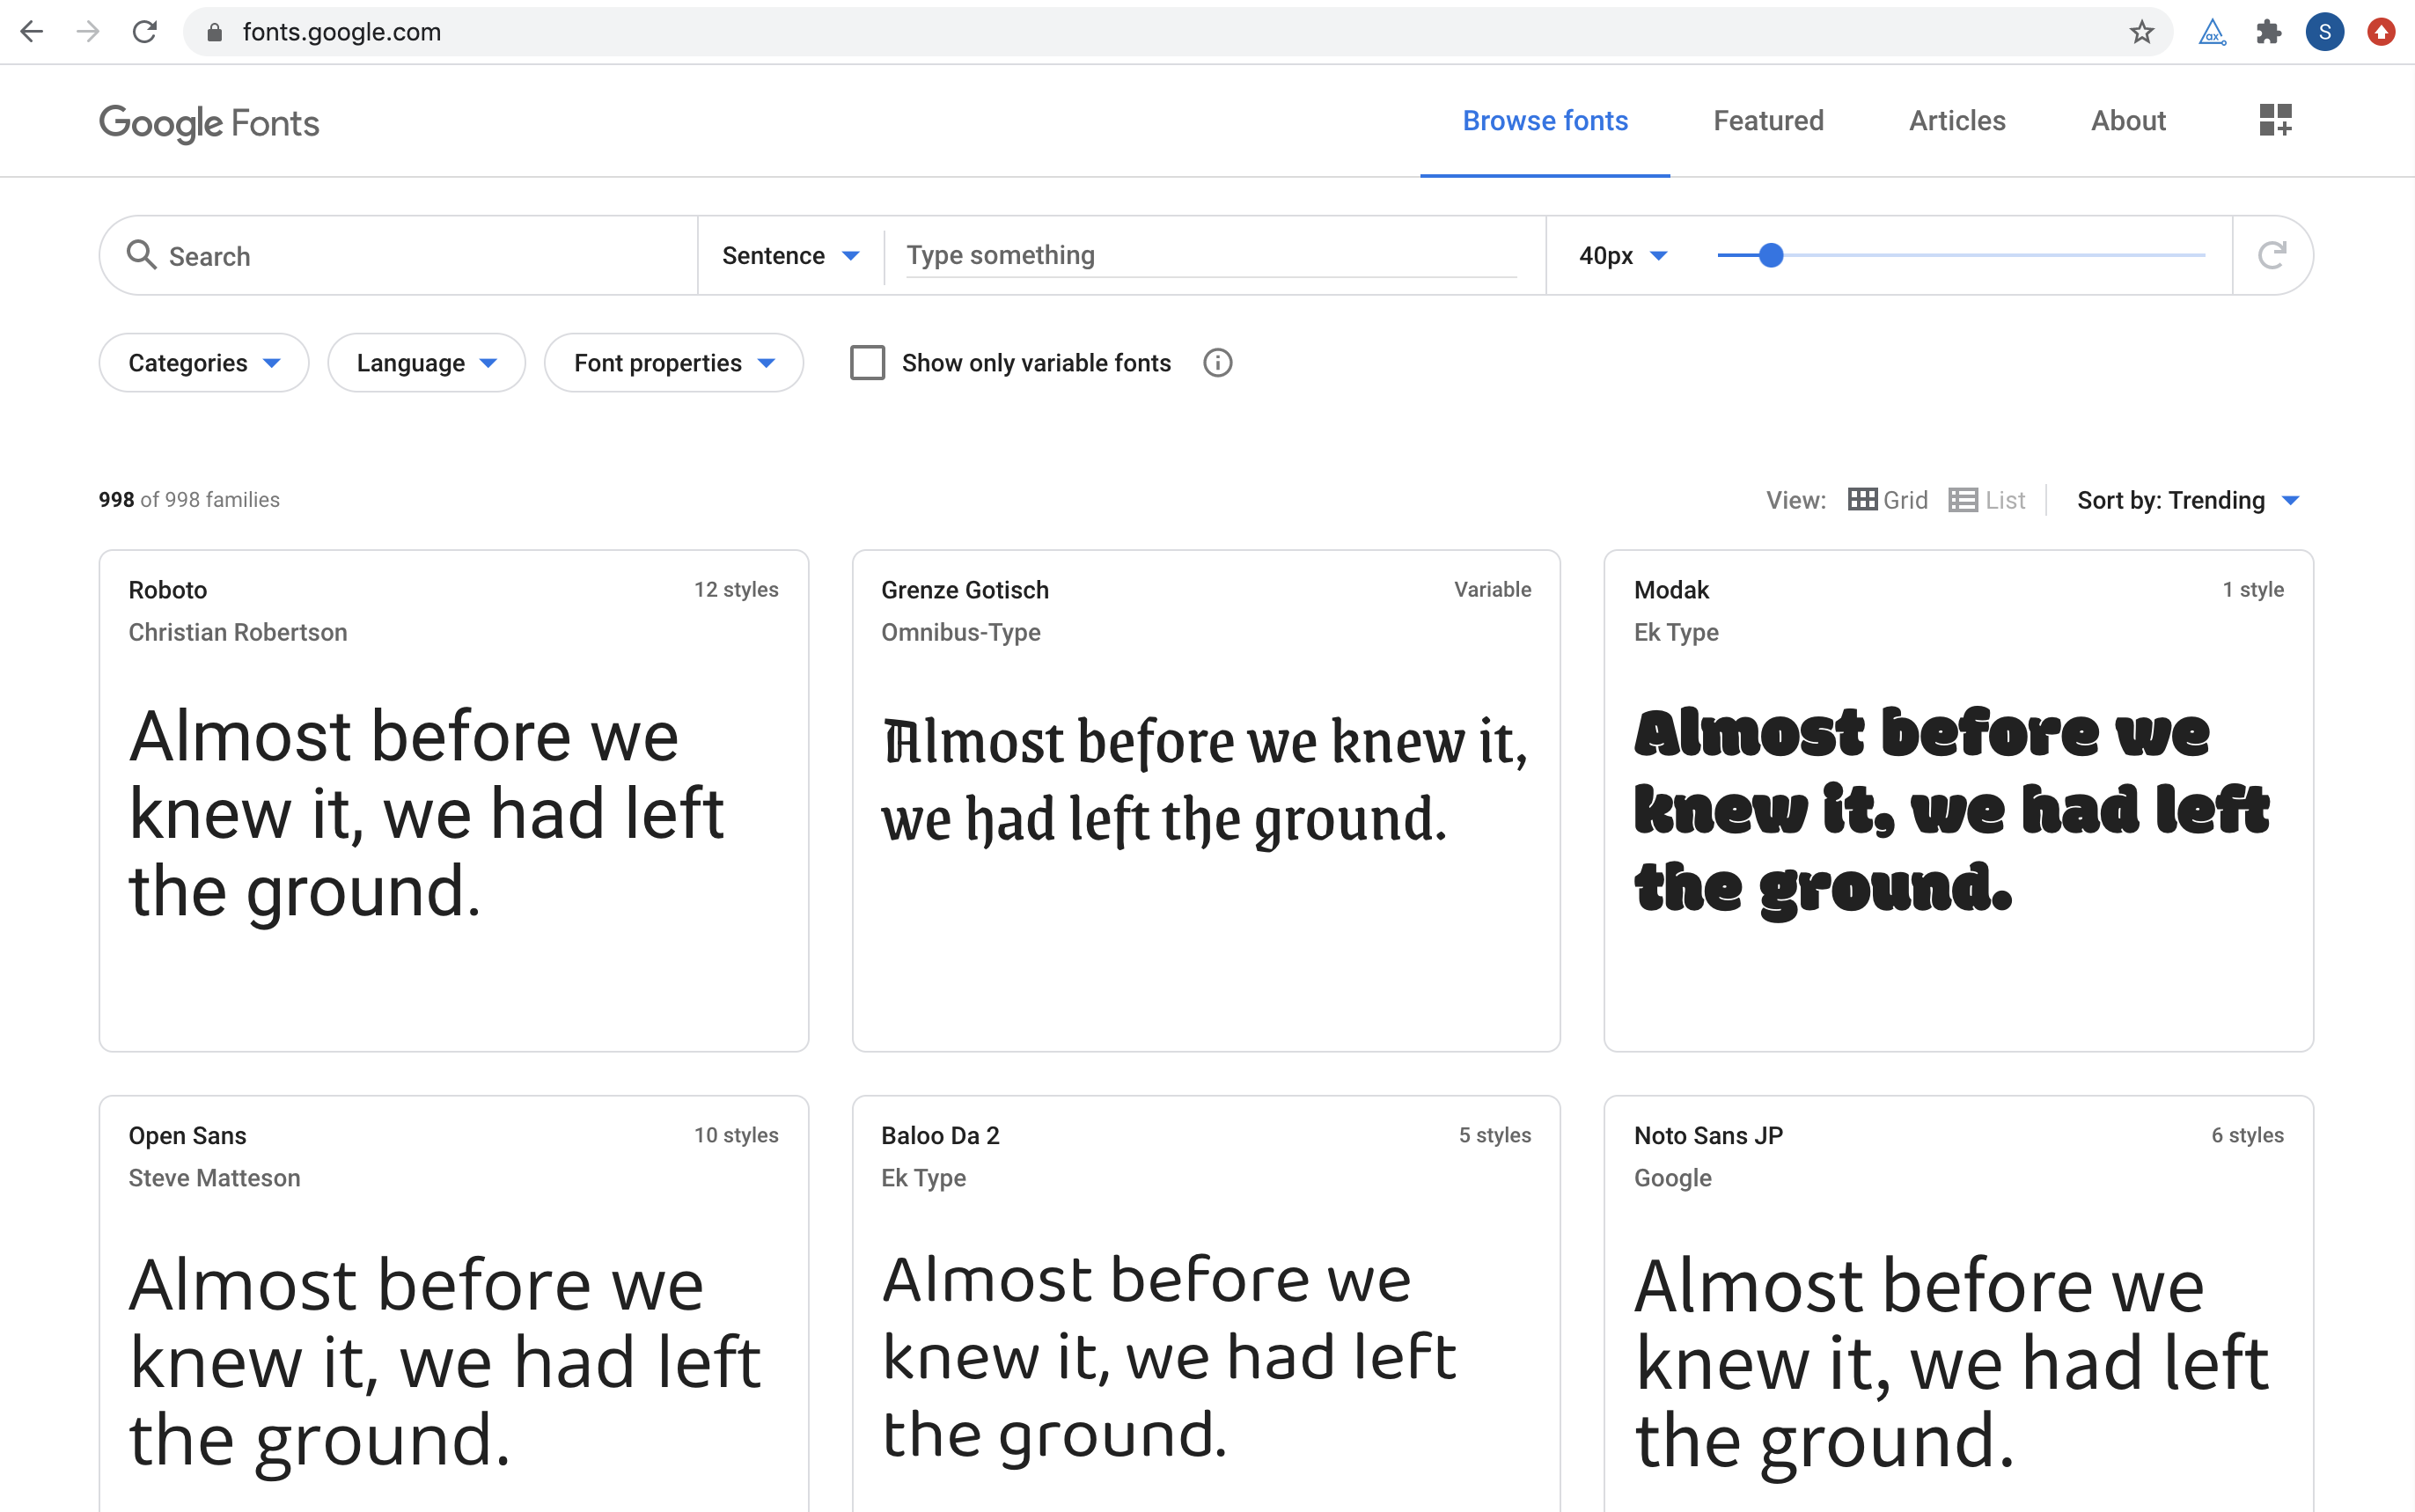 fonts.google.com
S
Google Fonts
Browse fonts
Featured
Articles
About
Search
Sentence
Type something
40px
Categories
Language
Font properties
Show only variable fonts
998 of 998 families
View:
Grid
List
Sort by: Trending
Roboto
12 styles
Christian Robertson
Almost before we
knew it, we had left
the ground.
Grenze Gotisch
Variable
Omnibus-Type
Almost before we knew it,
we had left the ground.
Modak
1 style
Ek Type
Almost before we
knew it, we had left
the ground.
Open Sans
10 styles
Steve Matteson
Almost before we
knew it, we had left
the ground.
Baloo Da 2
5 styles
Ek Type
Almost before we
knew it, we had left
the ground.
Noto Sans JP
6 styles
Google
Almost before we
knew it, we had left
the ground.